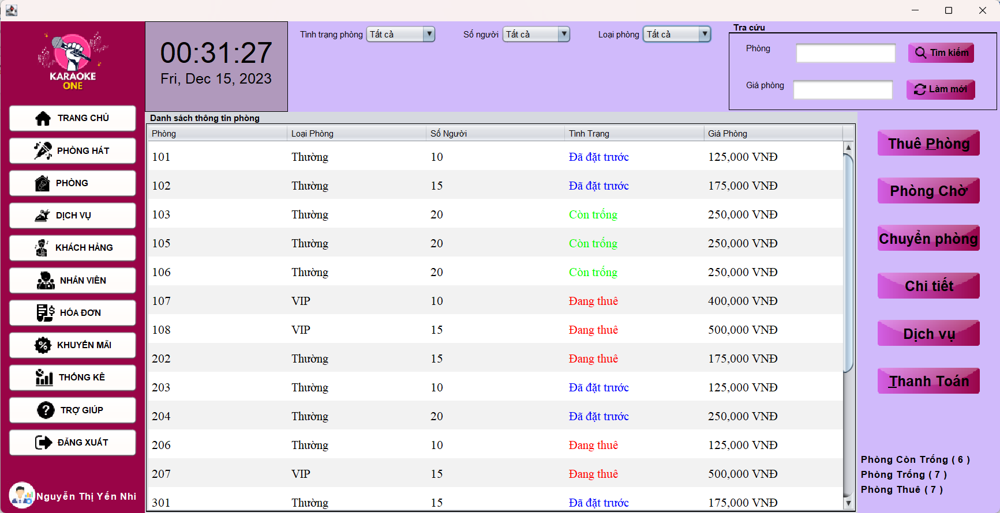 KARAOKE
ONE
TRANG CHỦ
PHÒNG HÁT
PHÒNG
DỊCH VỤ
KHÁCH HÀNG
NHÂN VIÊN
HÓA ĐƠN
KHUYẾN MÃI
THỐNG KÊ
TRỢ GIÚP
ĐĂNG XUẤT
Nguyễn Thị Yến Nhi
00:31:27
Fri, Dec 15, 2023
Tình trạng phòng Tất cả Số người Tất cả Loại phòng Tất cả
Tra cứu
Phòng Tìm kiếm
Giá phòng Làm mới
Danh sách thông tin phòng
Phòng Loại Phòng Số Người Tình Trạng Giá Phòng
101 Thường 10 Đã đặt trước 125,000 VNĐ
102 Thường 15 Đã đặt trước 175,000 VNĐ
103 Thường 20 Còn trống 250,000 VNĐ
105 Thường 20 Còn trống 250,000 VNĐ
106 Thường 20 Còn trống 250,000 VNĐ
107 VIP 10 Đang thuê 400,000 VNĐ
108 VIP 15 Đang thuê 500,000 VNĐ
202 Thường 15 Đang thuê 175,000 VNĐ
203 Thường 10 Đã đặt trước 125,000 VNĐ
204 Thường 20 Đã đặt trước 250,000 VNĐ
206 Thường 10 Đang thuê 125,000 VNĐ
207 VIP 15 Đang thuê 500,000 VNĐ
301 Thường 15 Đã đặt trước 175,000 VNĐ
Thuê Phòng
Phòng Chờ
Chuyển phòng
Chi tiết
Dịch vụ
Thanh Toán
Phòng Còn Trống ( 6 )
Phòng Trống ( 7 )
Phòng Thuê ( 7 )